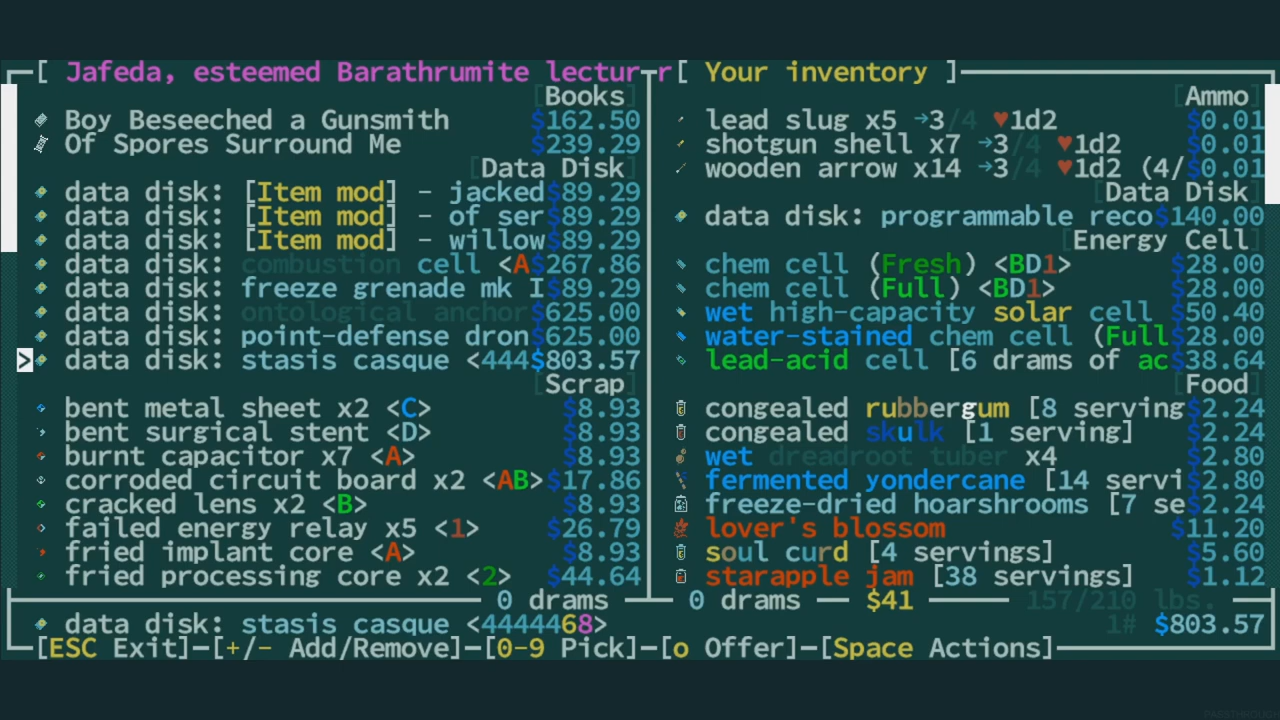 [ Jafeda, esteemed Barathrumite lectur r[ Your inventory ]
[Books]
Boy Beseeched a Gunsmith $162.50
Of Spores Surround Me $239.29
[Data Disk]
data disk: [Item mod] - jacked $89.29
data disk: [Item mod] - of ser $89.29
data disk: [Item mod] - willow $89.29
data disk: combustion cell <A $267.86
data disk: freeze grenade mk I $89.29
data disk: ontological anchor $625.00
data disk: point-defense dron $625.00
> data disk: stasis casque <444 $803.57
[Scrap]
bent metal sheet x2 <C> $8.93
bent surgical stent <D> $8.93
burnt capacitor x7 <A> $8.93
corroded circuit board x2 <AB> $17.86
cracked lens x2 <B> $8.93
failed energy relay x5 <1> $26.79
fried implant core <A> $8.93
fried processing core x2 <2> $44.64
[Ammo]
lead slug x5 →3/4 ♥1d2 $0.01
shotgun shell x7 →3/4 ♥1d2 $0.01
wooden arrow x14 →3/4 ♥1d2 (4/ $0.01
[Data Disk]
data disk: programmable reco $140.00
[Energy Cell]
chem cell (Fresh) <BD1> $28.00
chem cell (Full) <BD1> $28.00
wet high-capacity solar cell $50.40
water-stained chem cell (Full $28.00
lead-acid cell [6 drams of ac $38.64
[Food]
congealed rubbergum [8 serving $2.24
congealed skulk [1 serving] $2.24
wet dreadroot tuber x4 $2.80
fermented yondercane [14 servi $2.80
freeze-dried hoarshrooms [7 se $2.24
lover's blossom $11.20
soul curd [4 servings] $5.60
starapple jam [38 servings] $1.12
0 drams 0 drams $41 157/210 lbs.
data disk: stasis casque <4444468> 1# $803.57
[ESC Exit]-[+/- Add/Remove]-[0-9 Pick]-[o Offer]-[Space Actions]